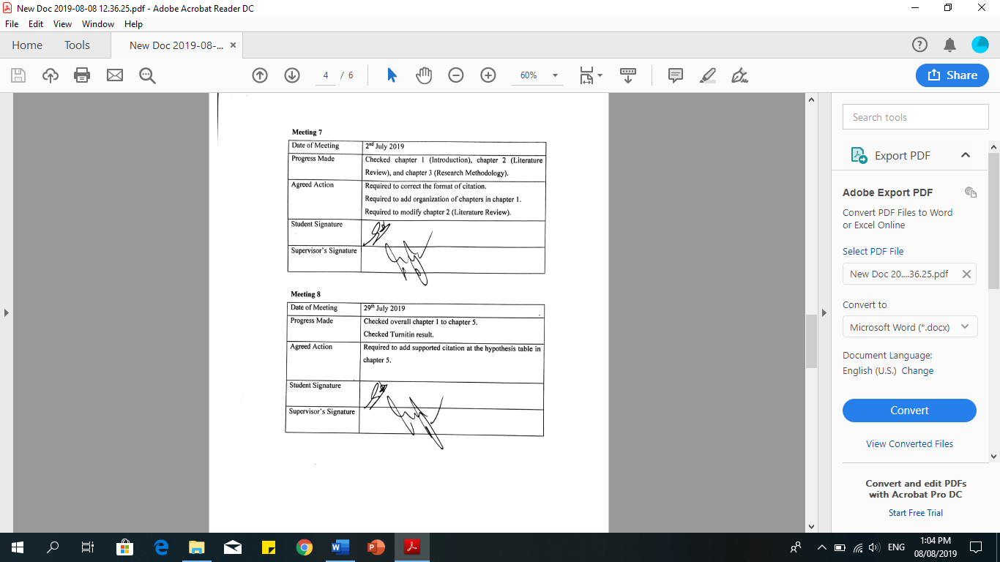 New Doc 2019-08-08 12.36.25.pdf - Adobe Acrobat Reader DC
File Edit View Window Help
Home Tools New Doc 2019-08-... ×
4 / 6 60% Share
Meeting 7
Date of Meeting 2nd July 2019
Progress Made Checked chapter 1 (Introduction), chapter 2 (Literature
Review), and chapter 3 (Research Methodology).
Agreed Action Required to correct the format of citation.
Required to add organization of chapters in chapter 1.
Required to modify chapter 2 (Literature Review).
Student Signature
Supervisor's Signature
Meeting 8
Date of Meeting 29th July 2019
Progress Made Checked overall chapter 1 to chapter 5.
Checked Turnitin result.
Agreed Action Required to add supported citation at the hypothesis table in
chapter 5.
Student Signature
Supervisor's Signature
Search tools
Export PDF
Adobe Export PDF
Convert PDF Files to Word
or Excel Online
Select PDF File
New Doc 20....36.25.pdf
Convert to
Microsoft Word (*.docx)
Document Language:
English (U.S.) Change
Convert
View Converted Files
Convert and edit PDFs
with Acrobat Pro DC
Start Free Trial
ENG 1:04 PM
08/08/2019